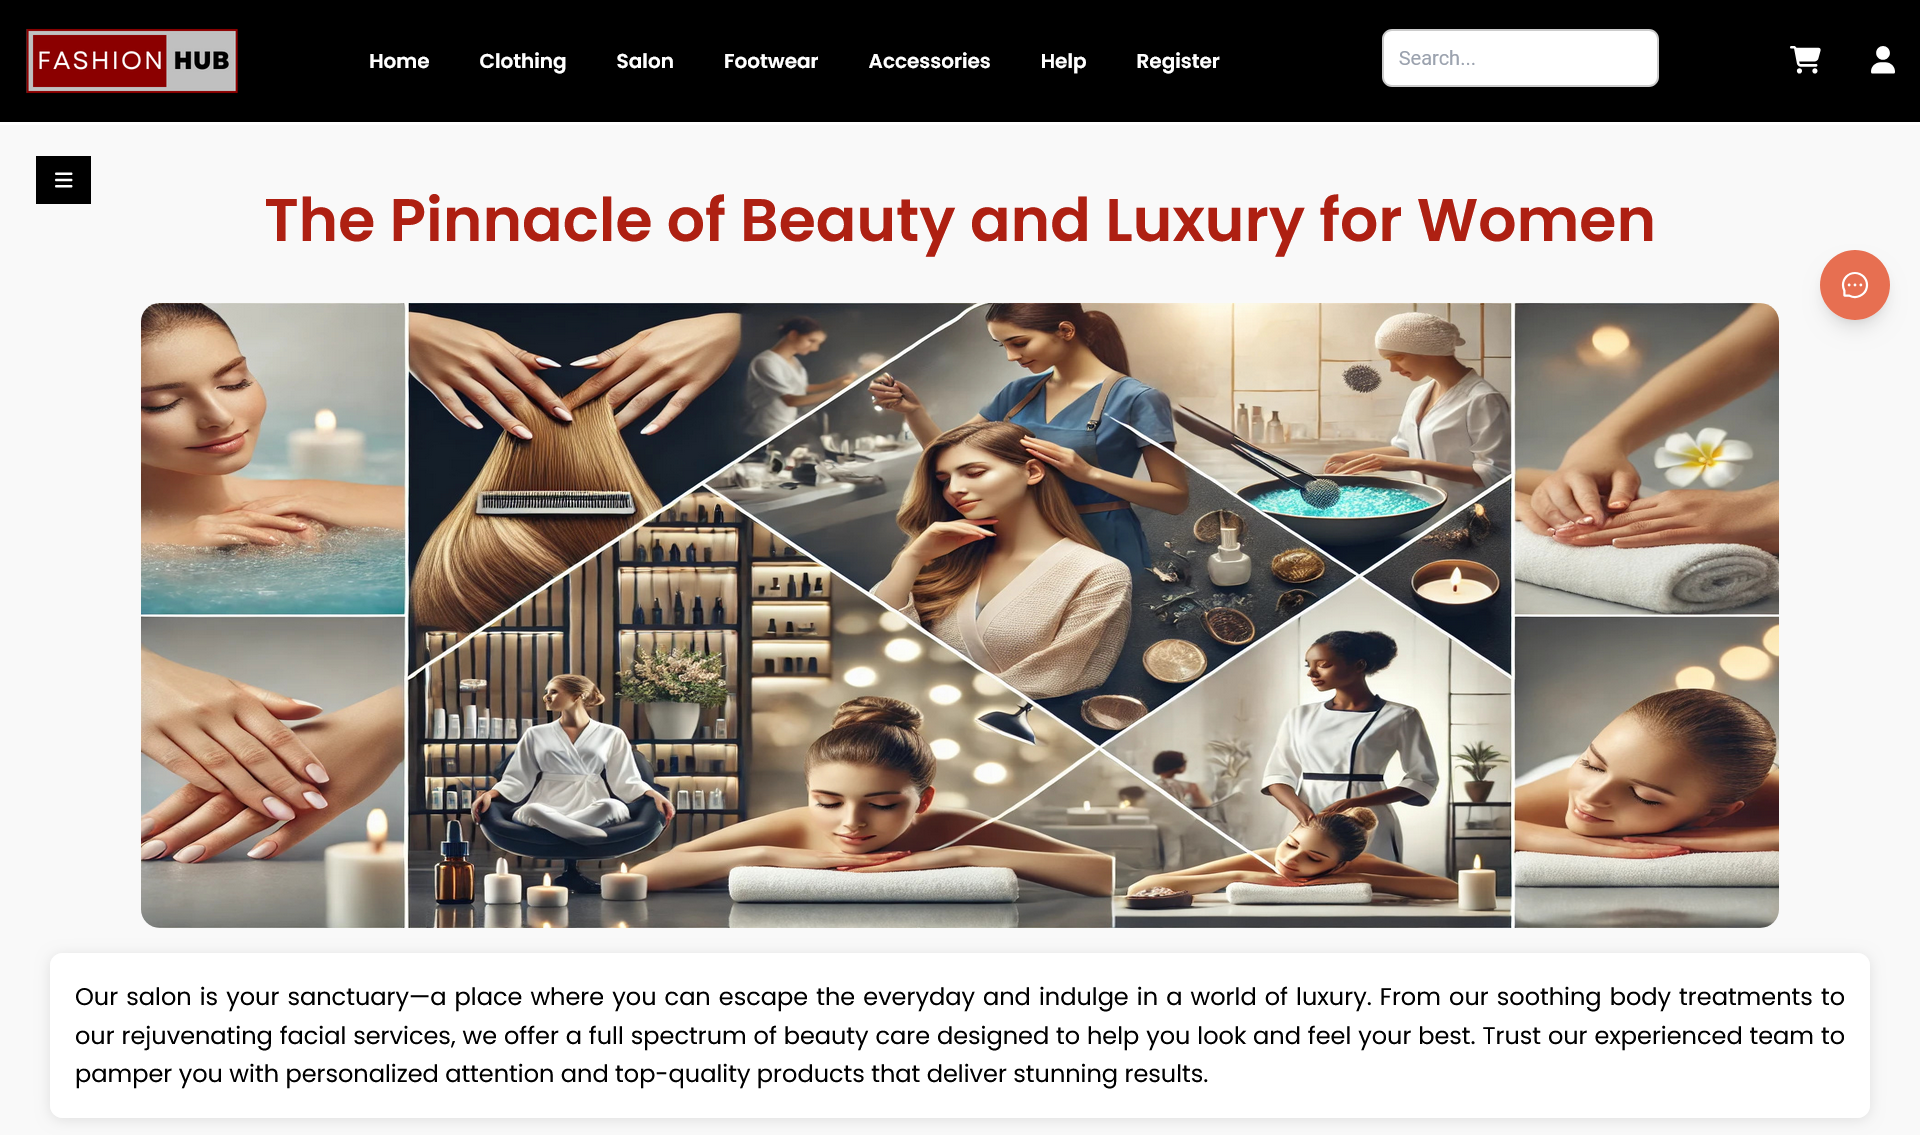 FASHION HUB
Home Clothing Salon Footwear Accessories Help Register
Search...
The Pinnacle of Beauty and Luxury for Women
Our salon is your sanctuary—a place where you can escape the everyday and indulge in a world of luxury. From our soothing body treatments to
our rejuvenating facial services, we offer a full spectrum of beauty care designed to help you look and feel your best. Trust our experienced team to
pamper you with personalized attention and top-quality products that deliver stunning results.